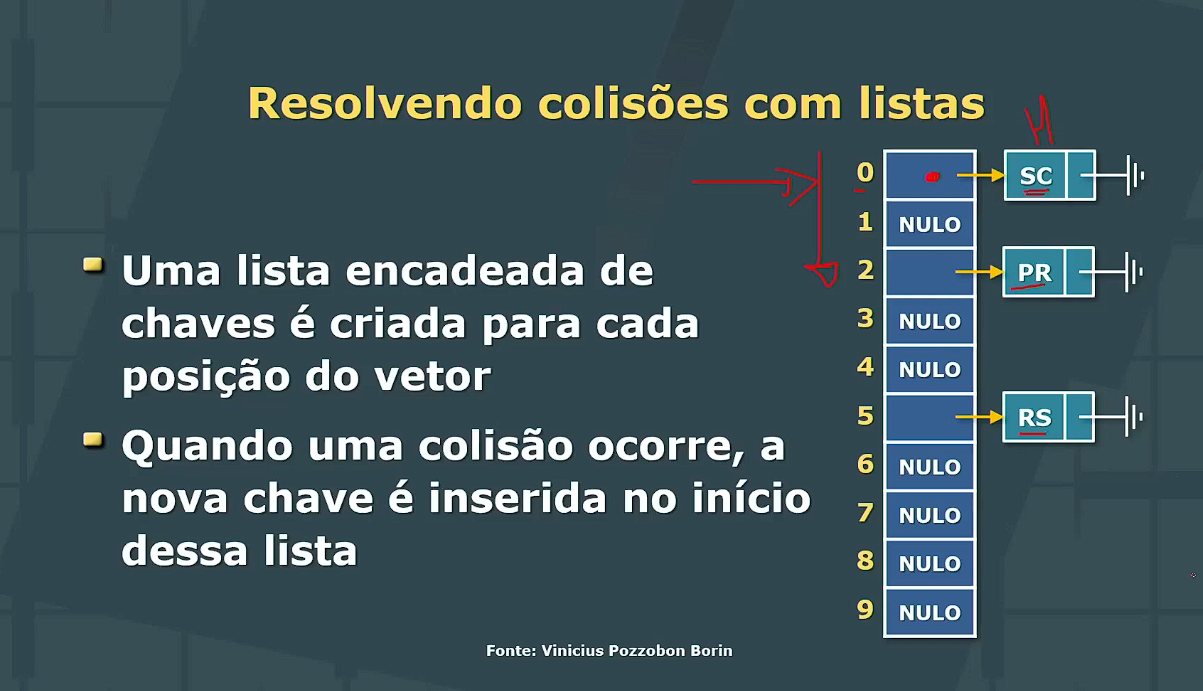 Resolvendo colisões com listas
Uma lista encadeada de
chaves é criada para cada
posição do vetor
Quando uma colisão ocorre, a
nova chave é inserida no início
dessa lista
0 SC
1 NULO
2 PR
3 NULO
4 NULO
5 RS
6 NULO
7 NULO
8 NULO
9 NULO
Fonte: Vinicius Pozzobon Borin